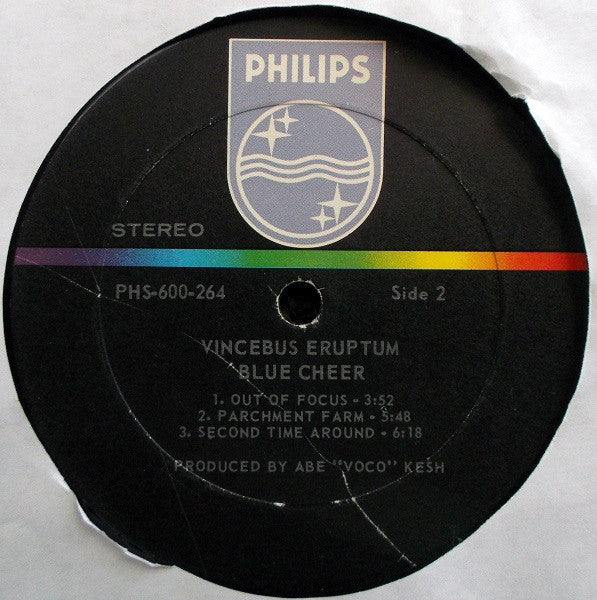 PHILIPS
STEREO
PHS-600-264 Side 2
VINCEBUS ERUPTUM
BLUE CHEER
1. OUT OF FOCUS - 3:52
2. PARCHMENT FARM - 5:48
3. SECOND TIME AROUND - 6:18
PRODUCED BY ABE "VOCO" KESH